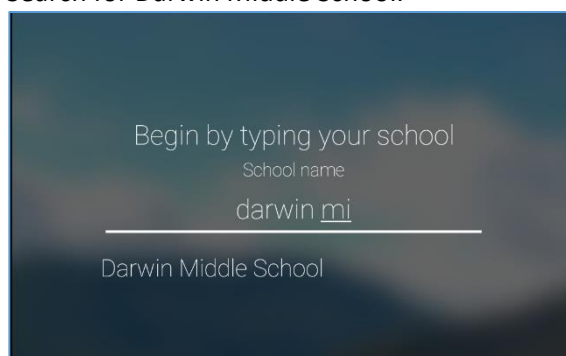 Search for Darwin Middle School.
Begin by typing your school
School name
darwin mi
Darwin Middle School